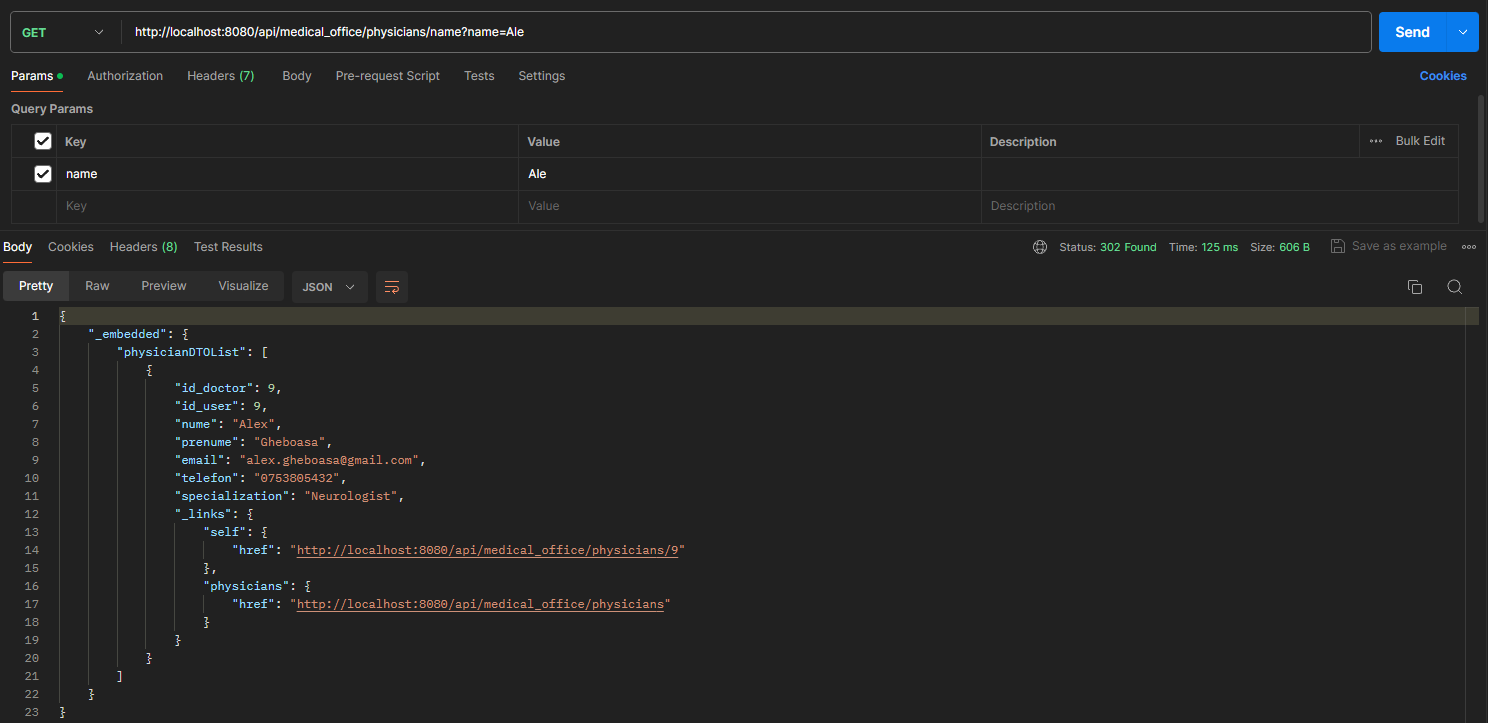 GET http://localhost:8080/api/medical_office/physicians/name?name=Ale Send
Params Authorization Headers (7) Body Pre-request Script Tests Settings Cookies
Query Params
Key Value Description Bulk Edit
name Ale
Key Value Description
Body Cookies Headers (8) Test Results Status: 302 Found Time: 125 ms Size: 606 B Save as example
Pretty Raw Preview Visualize JSON
1 {
2 "_embedded": {
3 "physicianDTOList": [
4 {
5 "id_doctor": 9,
6 "id_user": 9,
7 "nume": "Alex",
8 "prenume": "Gheboasa",
9 "email": "alex.gheboasa@gmail.com",
10 "telefon": "0753805432",
11 "specialization": "Neurologist",
12 "_links": {
13 "self": {
14 "href": "http://localhost:8080/api/medical_office/physicians/9"
15 },
16 "physicians": {
17 "href": "http://localhost:8080/api/medical_office/physicians"
18 }
19 }
20 }
21 ]
22 }
23 }